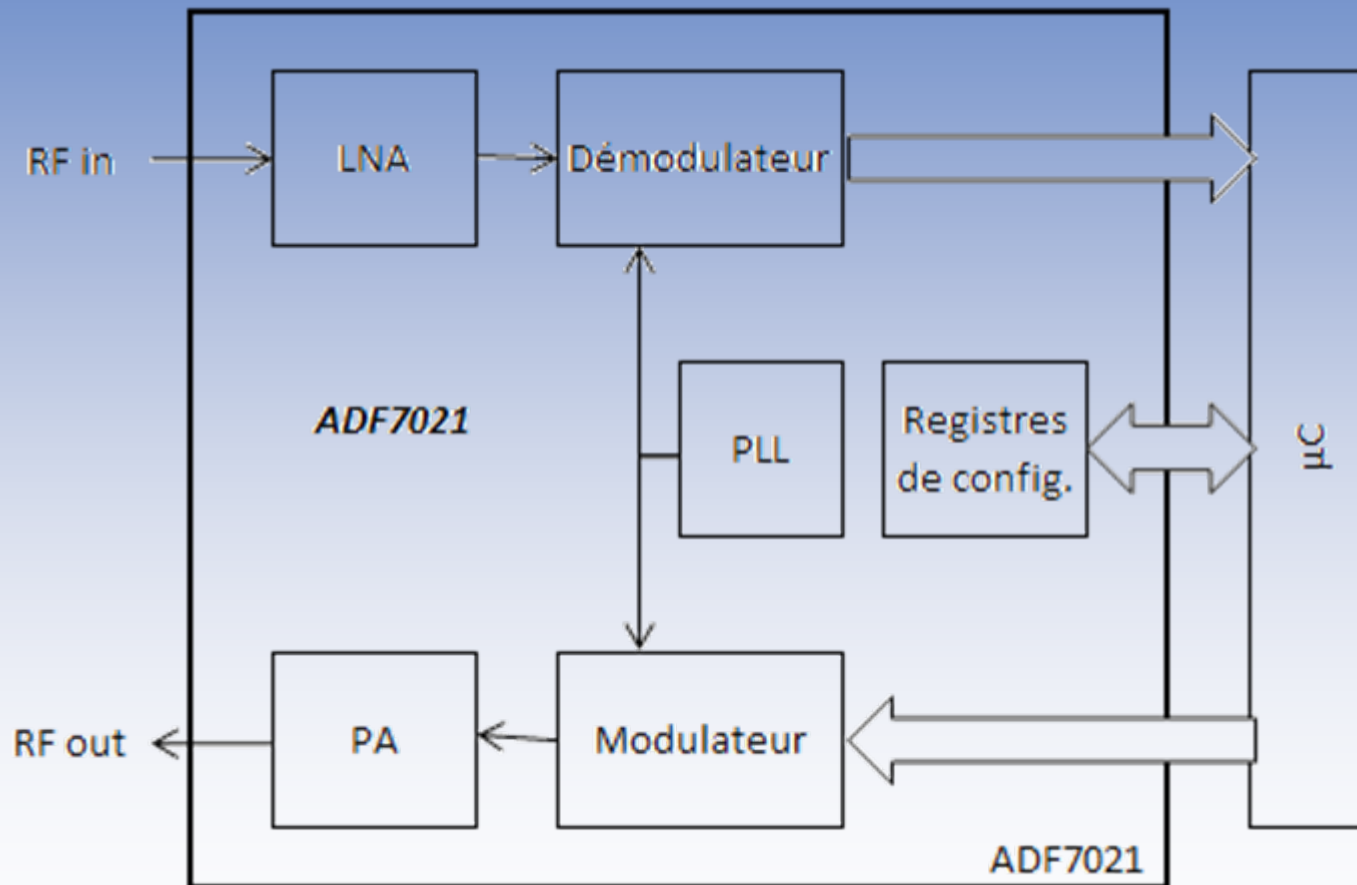 RF in
LNA
Démodulateur
ADF7021
PLL
Registres
de config.
µC
RF out
PA
Modulateur
ADF7021